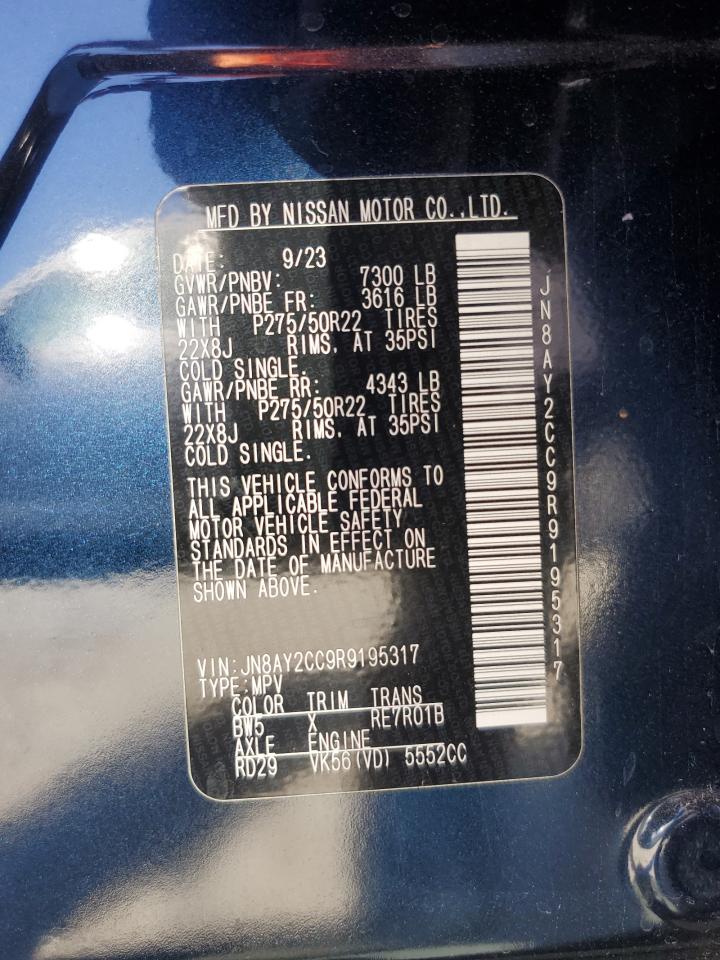 MFD BY NISSAN MOTOR CO.,LTD.
DATE: 9/23
GVWR/PNBV: 7300 LB
GAWR/PNBE FR: 3616 LB
WITH P275/50R22 TIRES
22X8J RIMS, AT 35PSI
COLD SINGLE.
GAWR/PNBE RR: 4343 LB
WITH P275/50R22 TIRES
22X8J RIMS, AT 35PSI
COLD SINGLE.
THIS VEHICLE CONFORMS TO
ALL APPLICABLE FEDERAL
MOTOR VEHICLE SAFETY
STANDARDS IN EFFECT ON
THE DATE OF MANUFACTURE
SHOWN ABOVE.
VIN:JN8AY2CC9R9195317
TYPE:MPV
COLOR TRIM TRANS
BW5 X RE7R01B
AXLE ENGINE
RD29 VK56(VD) 5552CC
JN8AY2CC9R9195317